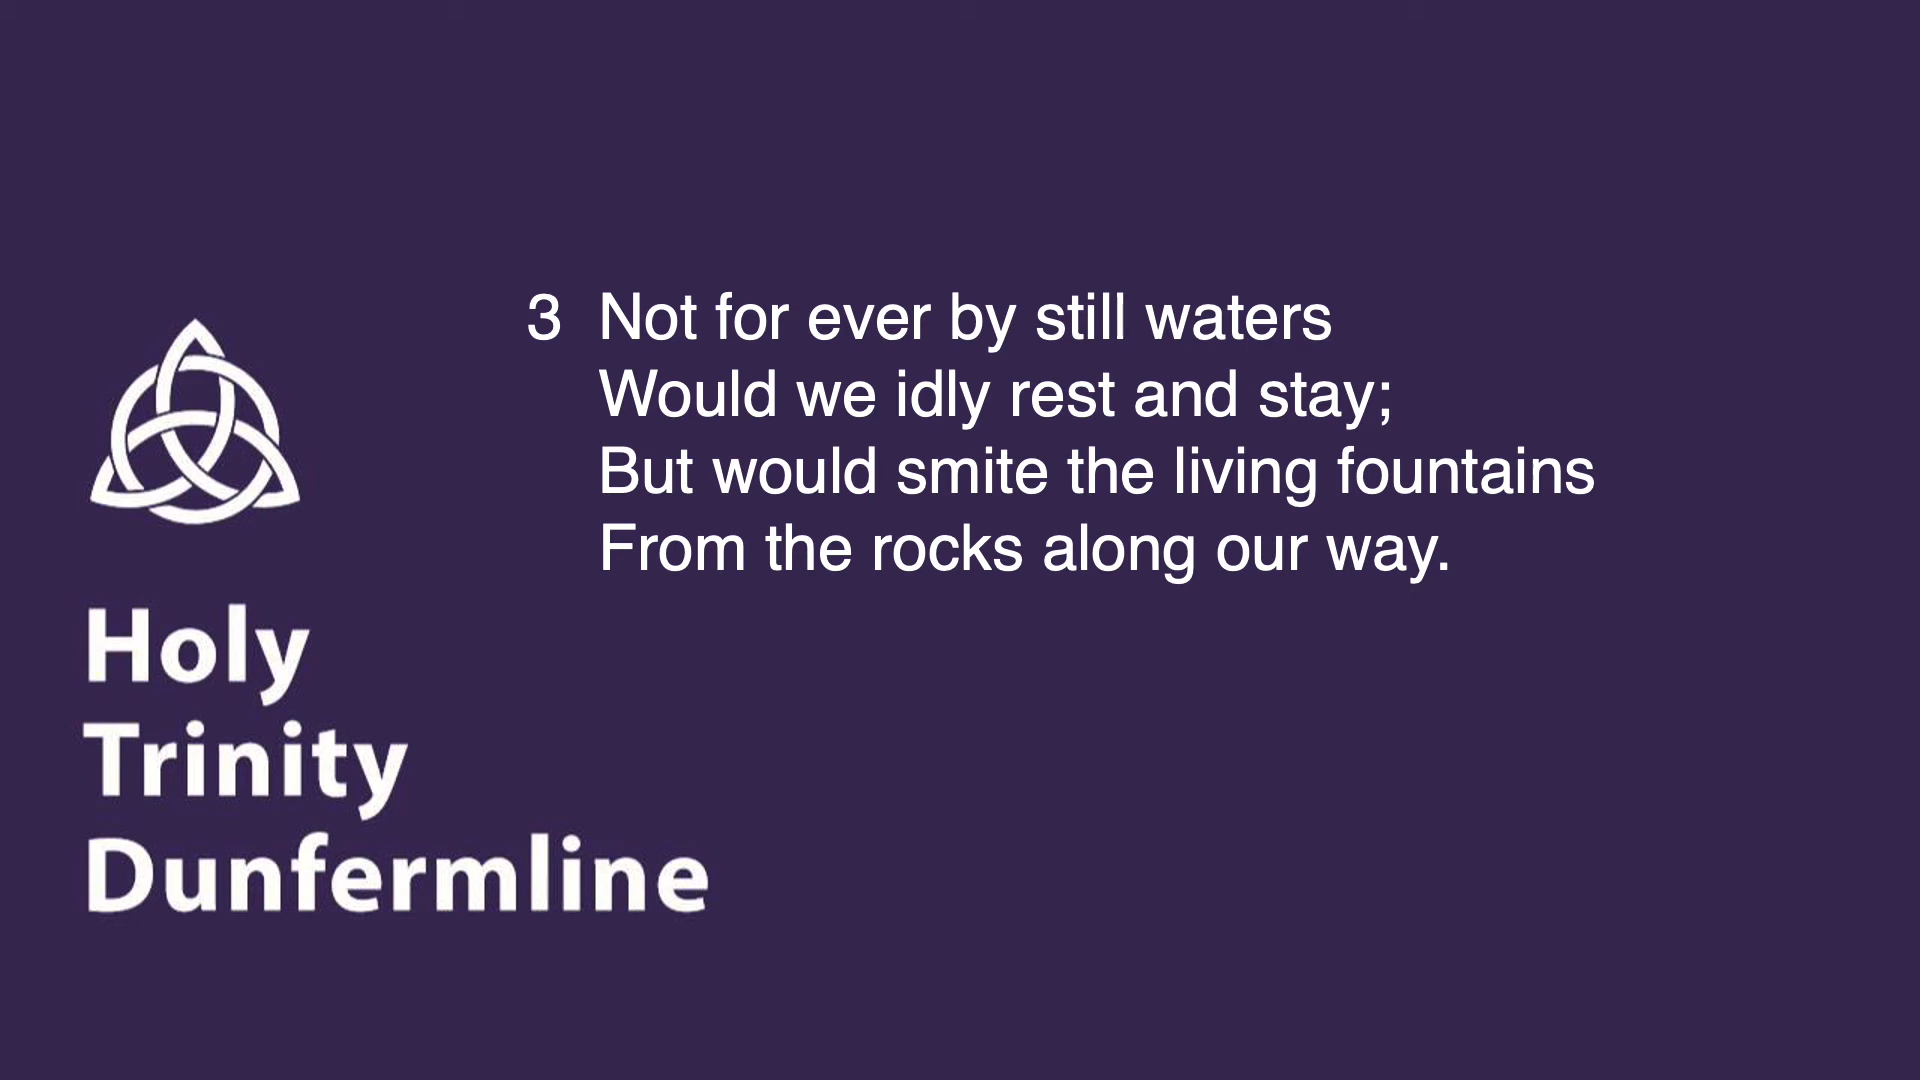 3 Not for ever by still waters
Would we idly rest and stay;
But would smite the living fountains
From the rocks along our way.
Holy
Trinity
Dunfermline